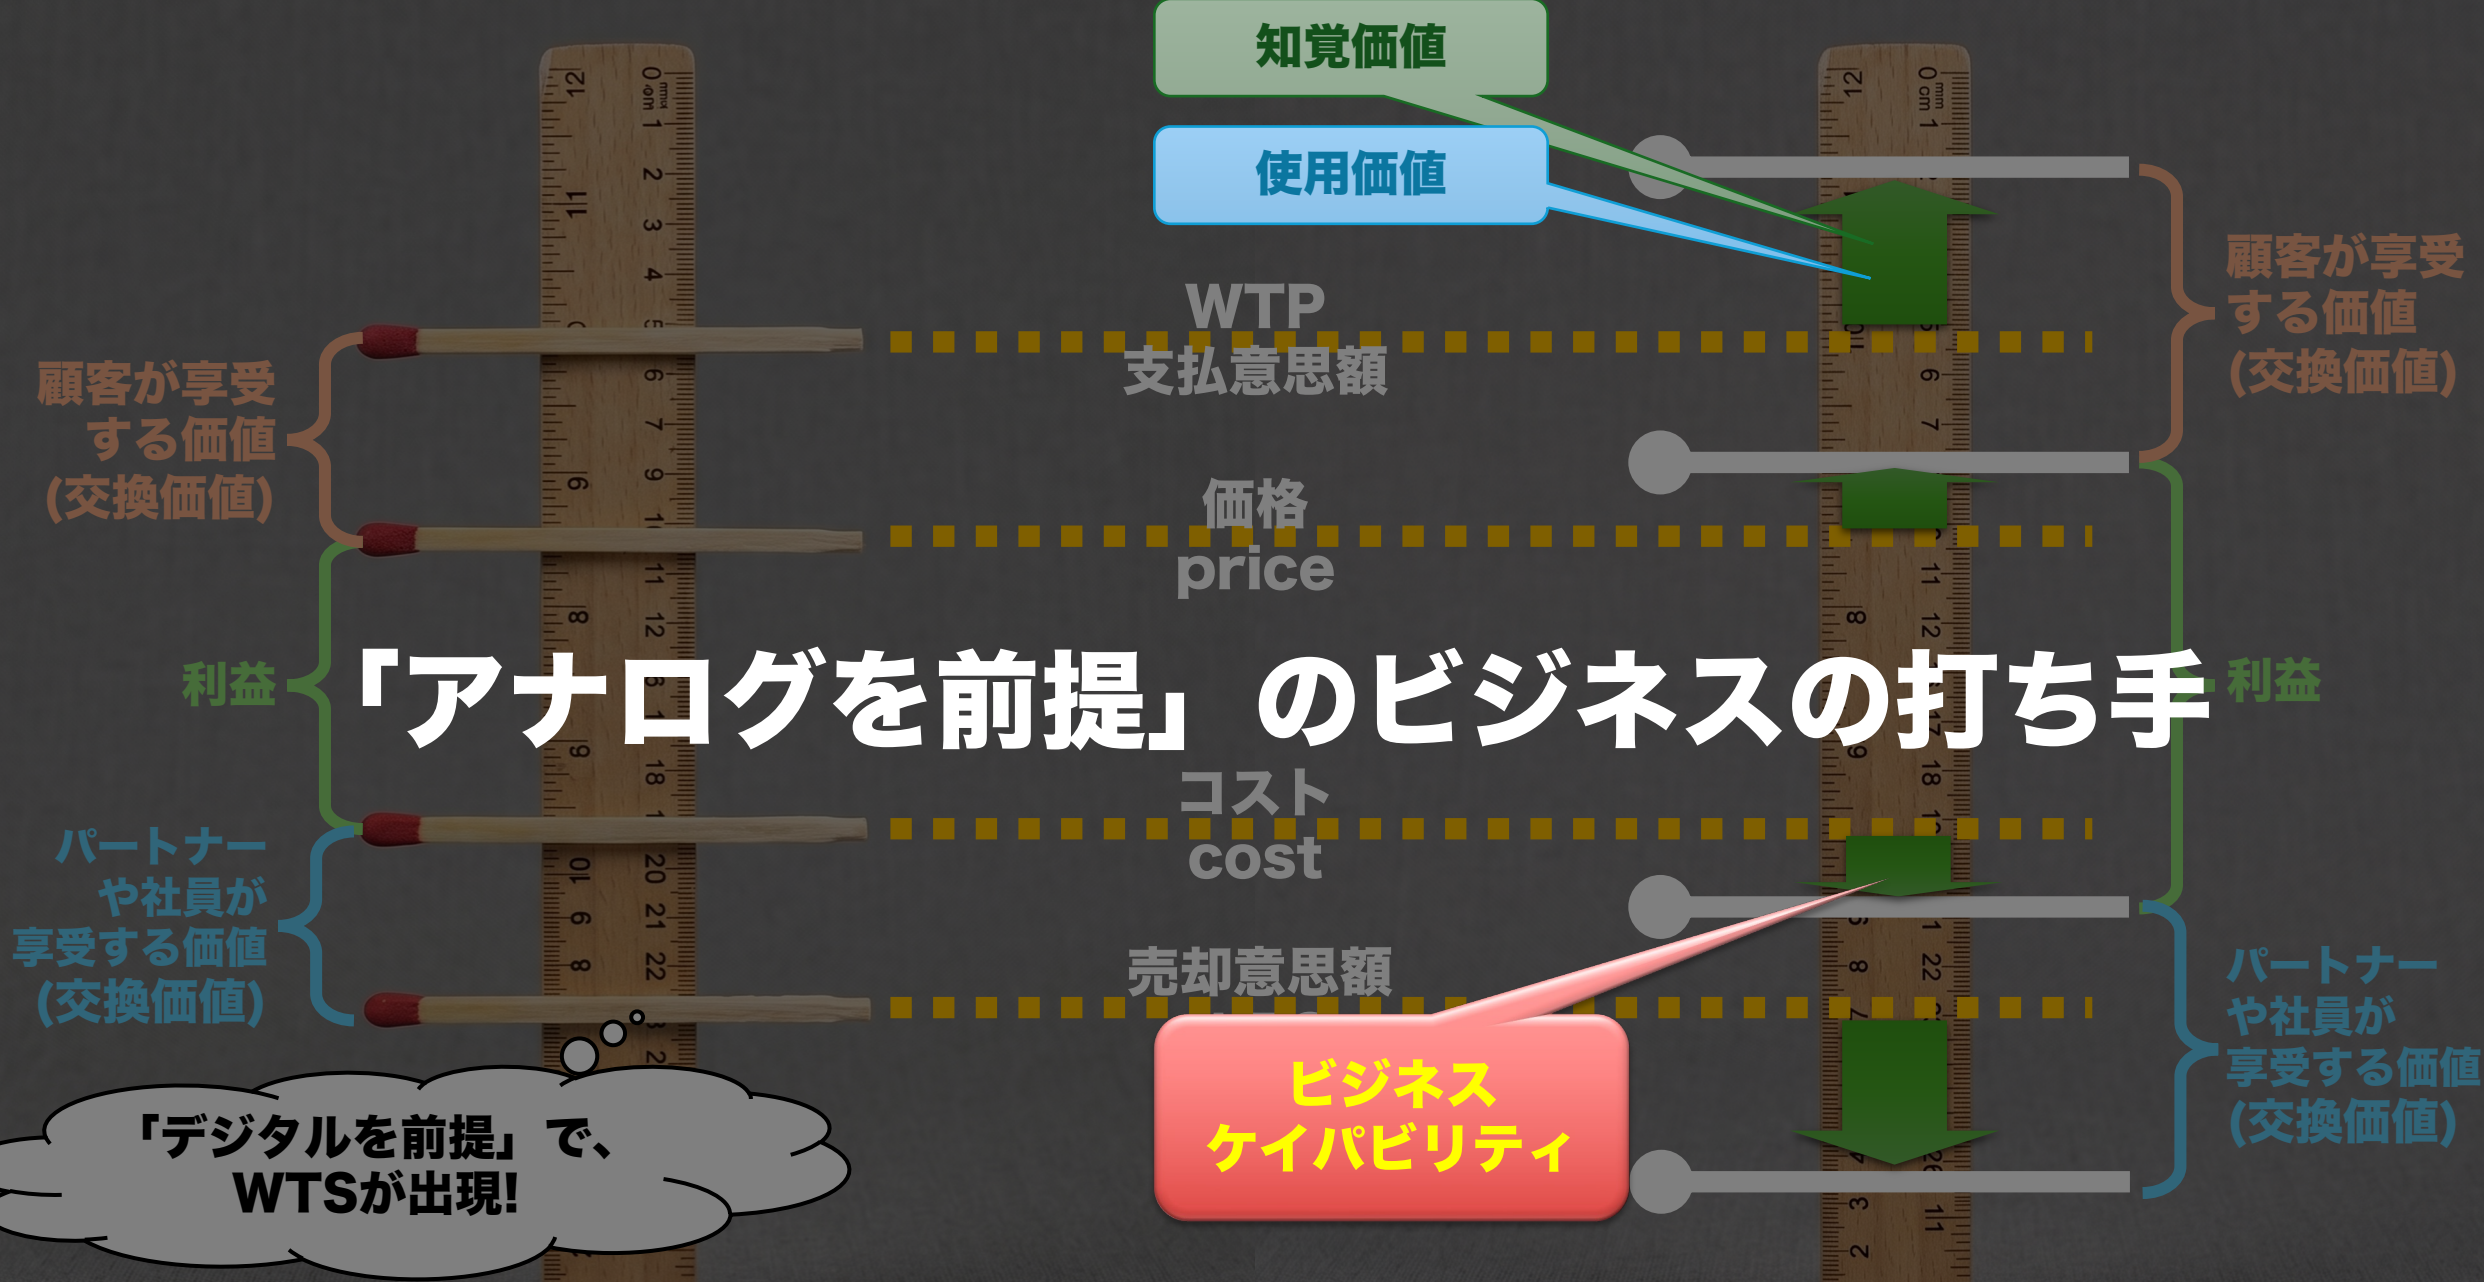 知覚価値
使用価値
WTP
支払意思額
価格
price
「アナログを前提」のビジネスの打ち手
コスト
cost
売却意思額
顧客が享受
する価値
(交換価値)
利益
パートナー
や社員が
享受する価値
(交換価値)
顧客が享受
する価値
(交換価値)
利益
パートナー
や社員が
享受する価値
(交換価値)
ビジネス
ケイパビリティ
「デジタルを前提」で、
WTSが出現!